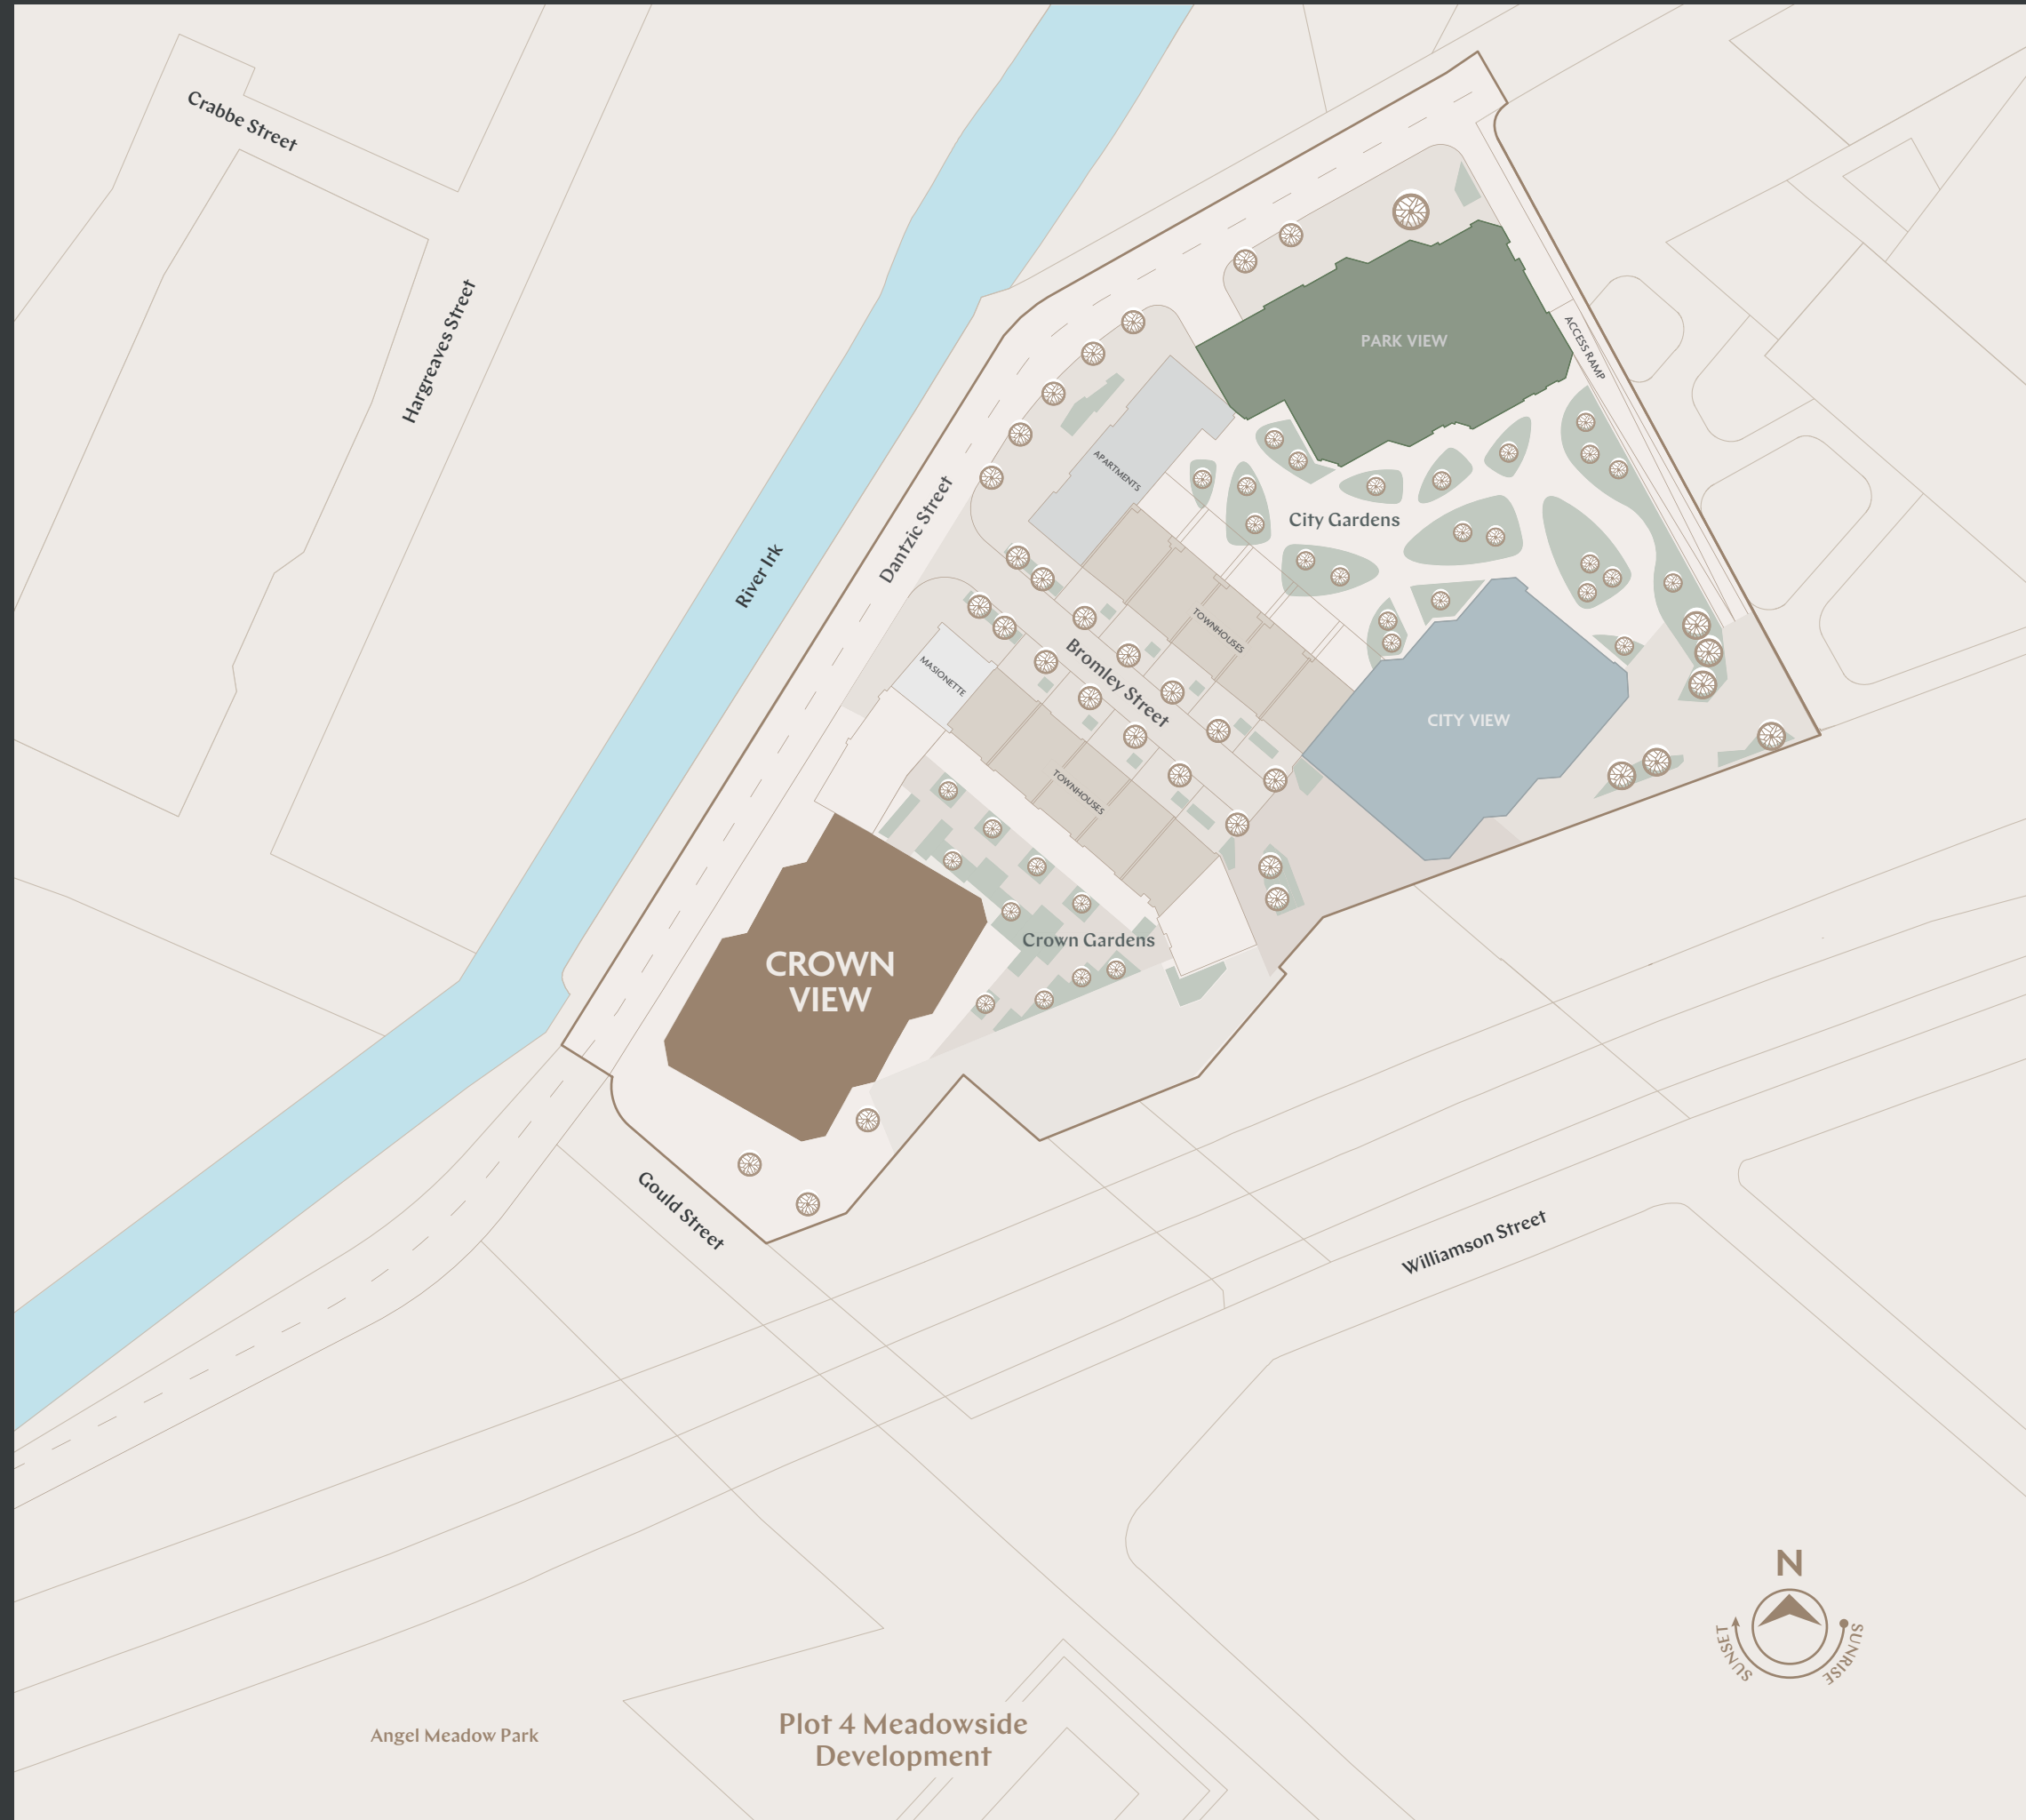 Crabbe Street
Hargreaves Street
River Irk
Dantzic Street
PARK VIEW
ACCESS RAMP
APARTMENTS
City Gardens
TOWNHOUSES
Bromley Street
MASIONETTE
CITY VIEW
TOWNHOUSES
Crown Gardens
CROWN
VIEW
Gould Street
Williamson Street
N
SUNSET
SUNRISE
Angel Meadow Park
Plot 4 Meadowside
Development